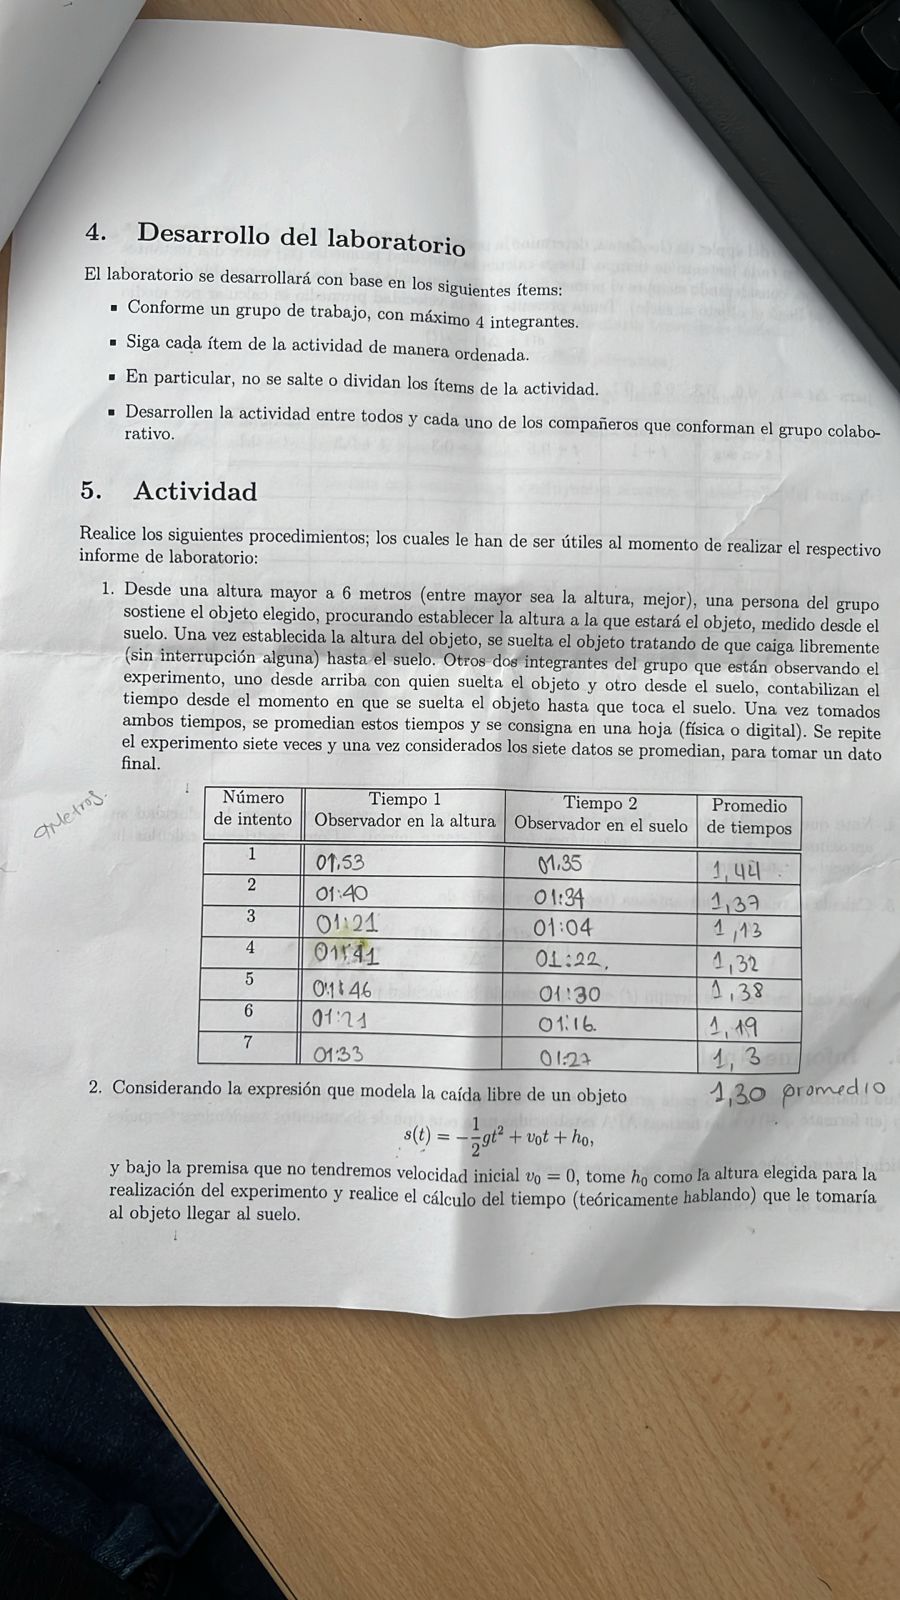 4. Desarrollo del laboratorio
El laboratorio se desarrollará con base en los siguientes ítems:
▪ Conforme un grupo de trabajo, con máximo 4 integrantes.
▪ Siga cada ítem de la actividad de manera ordenada.
▪ En particular, no se salte o dividan los ítems de la actividad.
▪ Desarrollen la actividad entre todos y cada uno de los compañeros que conforman el grupo colabo-
rativo.
5. Actividad
Realice los siguientes procedimientos; los cuales le han de ser útiles al momento de realizar el respectivo
informe de laboratorio:
1. Desde una altura mayor a 6 metros (entre mayor sea la altura, mejor), una persona del grupo
sostiene el objeto elegido, procurando establecer la altura a la que estará el objeto, medido desde el
suelo. Una vez establecida la altura del objeto, se suelta el objeto tratando de que caiga libremente
(sin interrupción alguna) hasta el suelo. Otros dos integrantes del grupo que están observando el
experimento, uno desde arriba con quien suelta el objeto y otro desde el suelo, contabilizan el
tiempo desde el momento en que se suelta el objeto hasta que toca el suelo. Una vez tomados
ambos tiempos, se promedian estos tiempos y se consigna en una hoja (física o digital). Se repite
el experimento siete veces y una vez considerados los siete datos se promedian, para tomar un dato
final.
Metros.
Número de intento Tiempo 1 Observador en la altura Tiempo 2 Observador en el suelo Promedio de tiempos
1 01.53 01.35 1,44
2 01:40 01:34 1,37
3 01:21 01:04 1,13
4 01:41 01:22. 1,32
5 01:46 01:30 1,38
6 01:21 01:16. 1,19
7 01:33 01:27 1,3
1,30 promedio
2. Considerando la expresión que modela la caída libre de un objeto
s(t) = −1/2gt² + v₀t + h₀,
y bajo la premisa que no tendremos velocidad inicial v₀ = 0, tome h₀ como la altura elegida para la
realización del experimento y realice el cálculo del tiempo (teóricamente hablando) que le tomaría
al objeto llegar al suelo.